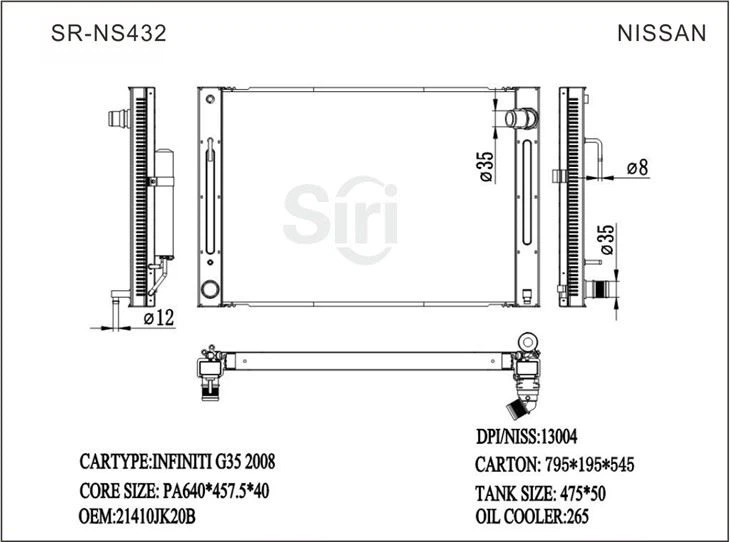 SR-NS432
NISSAN
ø35
ø8
Siri
ø35
ø12
DPI/NISS:13004
CARTYPE:INFINITI G35 2008
CARTON: 795*195*545
CORE SIZE: PA640*457.5*40
TANK SIZE: 475*50
OEM:21410JK20B
OIL COOLER:265